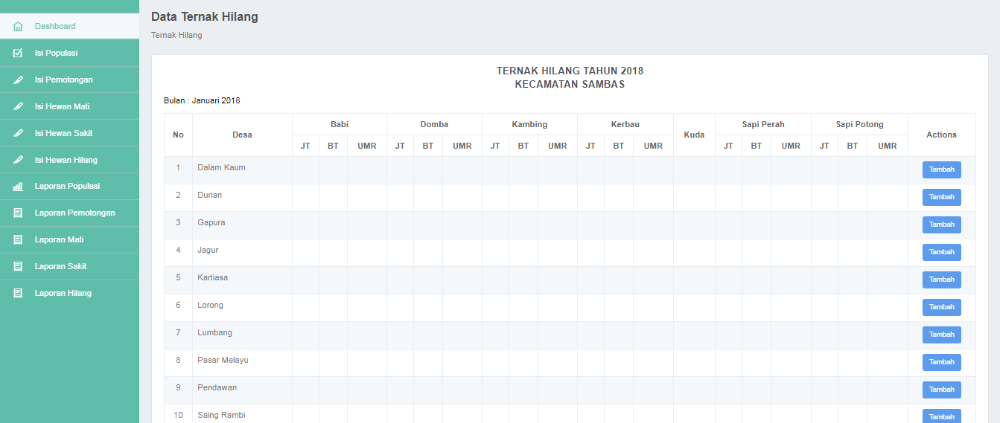 Dashboard
Isi Populasi
Isi Pemotongan
Isi Hewan Mati
Isi Hewan Sakit
Isi Hewan Hilang
Laporan Populasi
Laporan Pemotongan
Laporan Mati
Laporan Sakit
Laporan Hilang
Data Ternak Hilang
Ternak Hilang
TERNAK HILANG TAHUN 2018
KECAMATAN SAMBAS
Bulan : Januari 2018
No Desa Babi Domba Kambing Kerbau Kuda Sapi Perah Sapi Potong Actions
JT BT UMR JT BT UMR JT BT UMR JT BT UMR JT BT UMR JT BT UMR
1 Dalam Kaum Tambah
2 Durian Tambah
3 Gapura Tambah
4 Jagur Tambah
5 Kartiasa Tambah
6 Lorong Tambah
7 Lumbang Tambah
8 Pasar Melayu Tambah
9 Pendawan Tambah
10 Saing Rambi Tambah